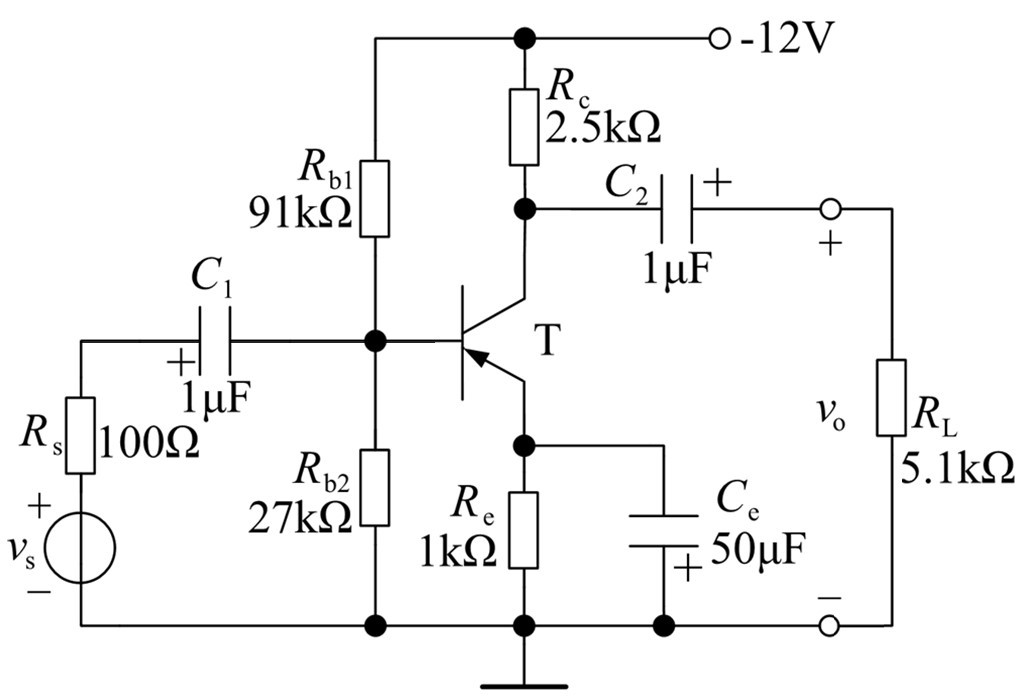 -12V
Rc
2.5kΩ
Rb1
91kΩ
C2
+
1µF
+
C1
+
1µF
T
Rs
100Ω
+
vs
−
Rb2
27kΩ
Re
1kΩ
Ce
50µF
+
vo
RL
5.1kΩ
−